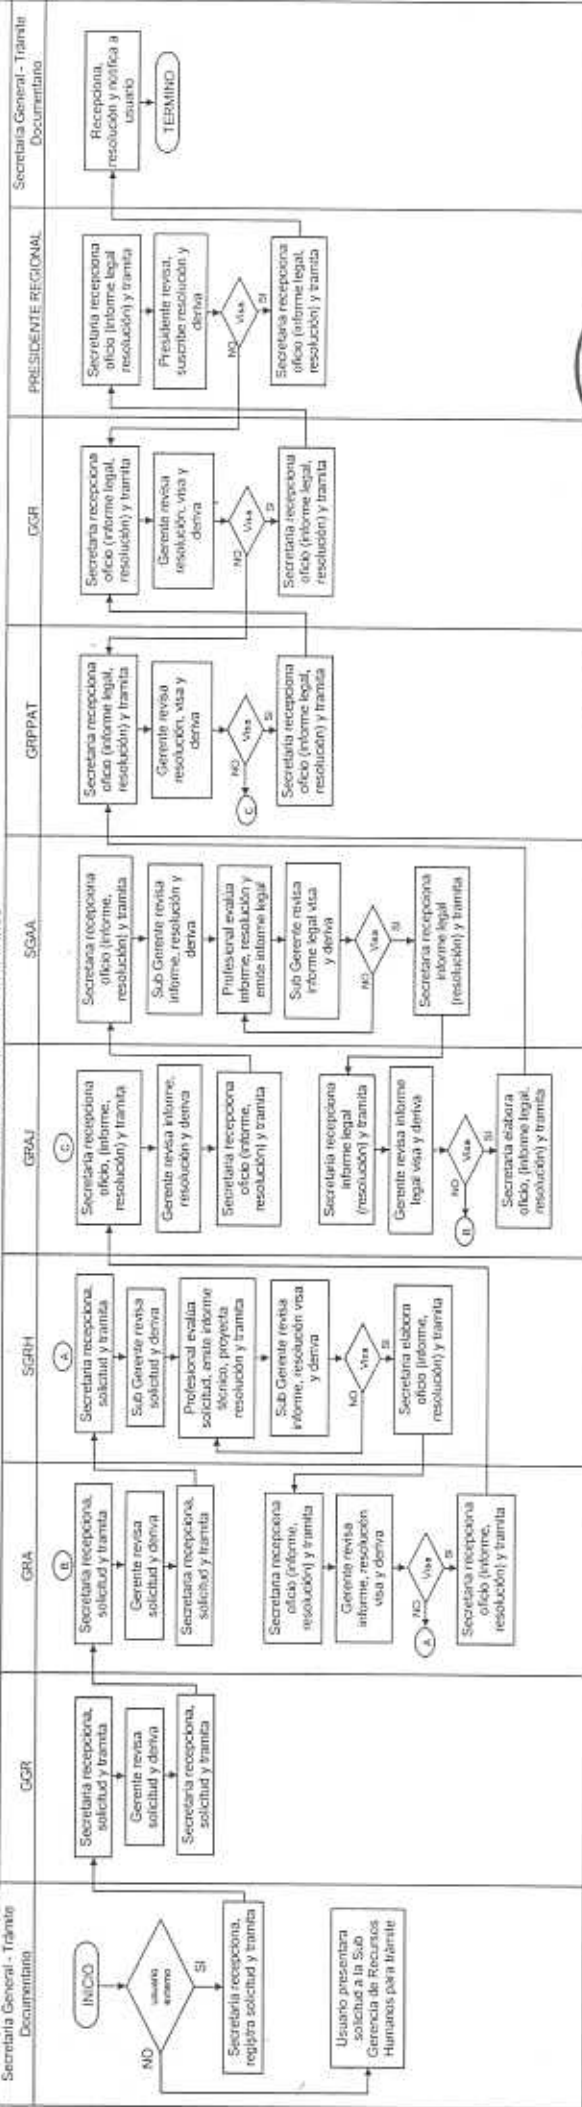 Secretaria General - Trámite
Documentario
INICIO
usuario
externo
NO
SI
Secretaria recepciona,
registra solicitud y tramita
Usuario presentara
solicitud a la Sub
Gerencia de Recursos
Humanos para trámite
GGR
Secretaria recepciona,
solicitud y tramita
Gerente revisa
solicitud y deriva
Secretaria recepciona,
solicitud y tramita
GRA
B
Secretaria recepciona,
solicitud y tramita
Gerente revisa
solicitud y deriva
Secretaria recepciona,
solicitud y tramita
Secretaria recepciona
oficio (informe,
resolución) y tramita
Gerente revisa
informe, resolución
visa y deriva
Visa
NO
A
SI
Secretaria recepciona
oficio (informe,
resolución) y tramita
SGRH
A
Secretaria recepciona,
solicitud y tramita
Sub Gerente revisa
solicitud y deriva
Profesional evalúa
solicitud, emite informe
técnico, proyecta
resolución y tramita
Sub Gerente revisa
informe, resolución visa
y deriva
Visa
NO
SI
Secretaria elabora
oficio (informe,
resolución) y tramita
GRAJ
C
Secretaria recepciona
oficio, (informe,
resolución) y tramita
Gerente revisa informe,
resolución y deriva
Secretaria recepciona
oficio (informe,
resolución) y tramita
Secretaria recepciona
informe legal
(resolución) y tramita
Gerente revisa informe
legal visa y deriva
Visa
NO
B
SI
Secretaria elabora
oficio, (informe legal,
resolución) y tramita
SGAA
Secretaria recepciona
oficio (informe,
resolución) y tramita
Sub Gerente revisa
informe, resolución y
deriva
Profesional evalúa
informe, resolución y
emite informe legal
Sub Gerente revisa
informe legal visa
y deriva
Visa
NO
SI
Secretaria recepciona
informe legal
(resolución) y tramita
GRPPAT
Secretaria recepciona
oficio (informe legal,
resolución) y tramita
Gerente revisa
resolución, visa y
deriva
Visa
NO
C
SI
Secretaria recepciona
oficio (informe legal,
resolución) y tramita
GGR
Secretaria recepciona
oficio (informe legal,
resolución) y tramita
Gerente revisa
resolución, visa y
deriva
Visa
NO
SI
Secretaria recepciona
oficio (informe legal,
resolución) y tramita
PRESIDENTE REGIONAL
Secretaria recepciona
oficio (informe legal
resolución) y tramita
Presidente revisa,
suscribe resolución y
deriva
Visa
NO
SI
Secretaria recepciona
oficio (informe legal,
resolución) y tramita
Secretaria General - Trámite
Documentario
Recepciona,
resolución y notifica a
usuario
TERMINO